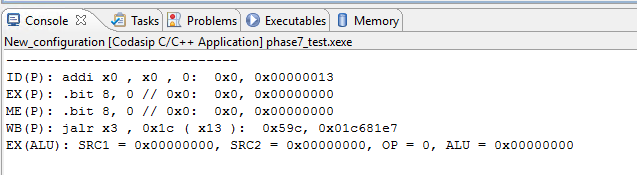 Console Tasks Problems Executables Memory
New_configuration [Codasip C/C++ Application] phase7_test.xexe
------------------------------
ID(P): addi x0 , x0 , 0:  0x0, 0x00000013
EX(P): .bit 8, 0 // 0x0:  0x0, 0x00000000
ME(P): .bit 8, 0 // 0x0:  0x0, 0x00000000
WB(P): jalr x3 , 0x1c ( x13 ):  0x59c, 0x01c681e7
EX(ALU): SRC1 = 0x00000000, SRC2 = 0x00000000, OP = 0, ALU = 0x00000000